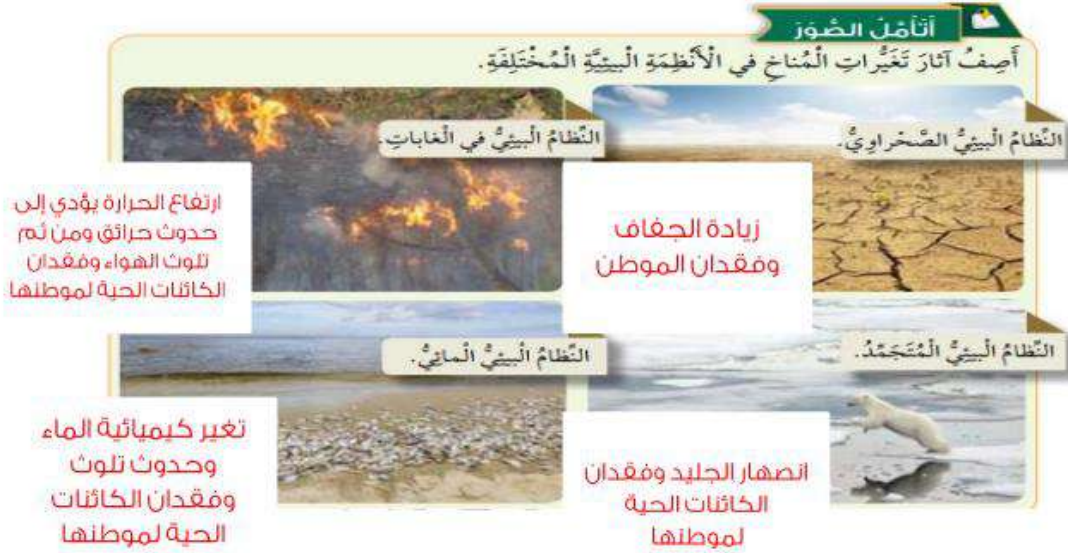 أَتَأَمَّلُ الصُّوَرَ
أَصِفُ آثارَ تَغَيُّراتِ الْمُناخِ في الْأَنْظِمَةِ الْبيئِيَّةِ الْمُخْتَلِفَةِ.
النِّظامُ الْبيئِيُّ الصَّحْراوِيُّ.
زيادة الجفاف
وفقدان الموطن
النِّظامُ الْبيئِيُّ في الْغاباتِ.
ارتفاع الحرارة يؤدي إلى
حدوث حرائق ومن ثم
تلوث الهواء وفقدان
الكائنات الحية لموطنها
النِّظامُ الْبيئِيُّ الْمُتَجَمِّدُ.
انصهار الجليد وفقدان
الكائنات الحية
لموطنها
النِّظامُ الْبيئِيُّ الْمائِيُّ.
تغير كيميائية الماء
وحدوث تلوث
وفقدان الكائنات
الحية لموطنها